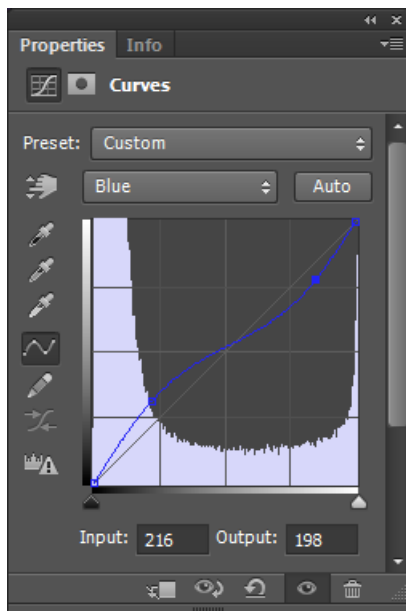 Properties Info
Curves
Preset: Custom
Blue Auto
Input: 216 Output: 198